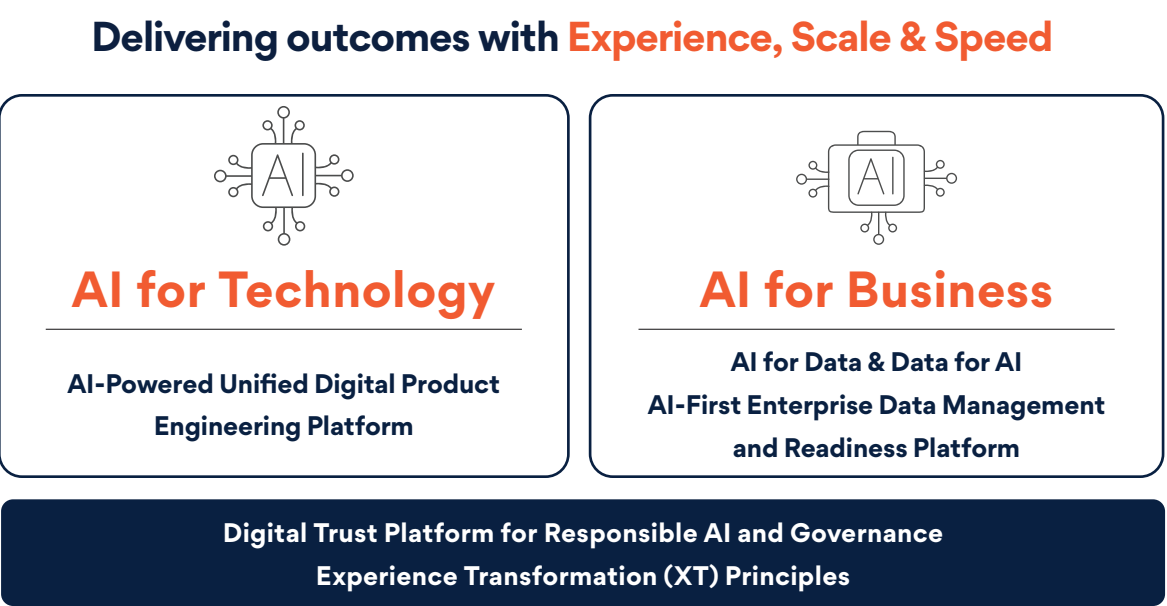 Delivering outcomes with Experience, Scale & Speed
AI
AI for Technology
AI-Powered Unified Digital Product
Engineering Platform
AI
AI for Business
AI for Data & Data for AI
AI-First Enterprise Data Management
and Readiness Platform
Digital Trust Platform for Responsible AI and Governance
Experience Transformation (XT) Principles